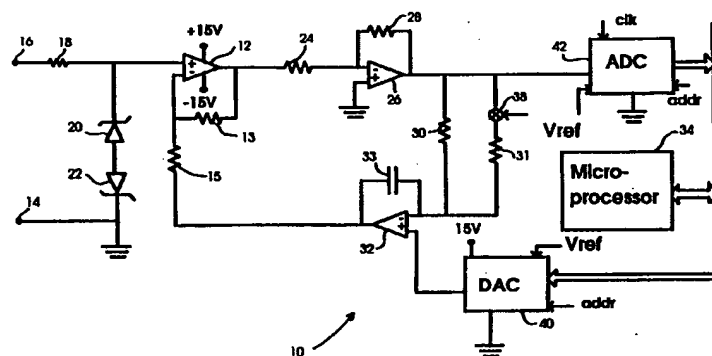 clk
28
42
+15V
16
18
12
24
ADC
-15V
26
addr
38
Vref
20
13
30
34
31
Micro-
processor
22
15
33
14
32
15V
Vref
DAC
addr
40
10